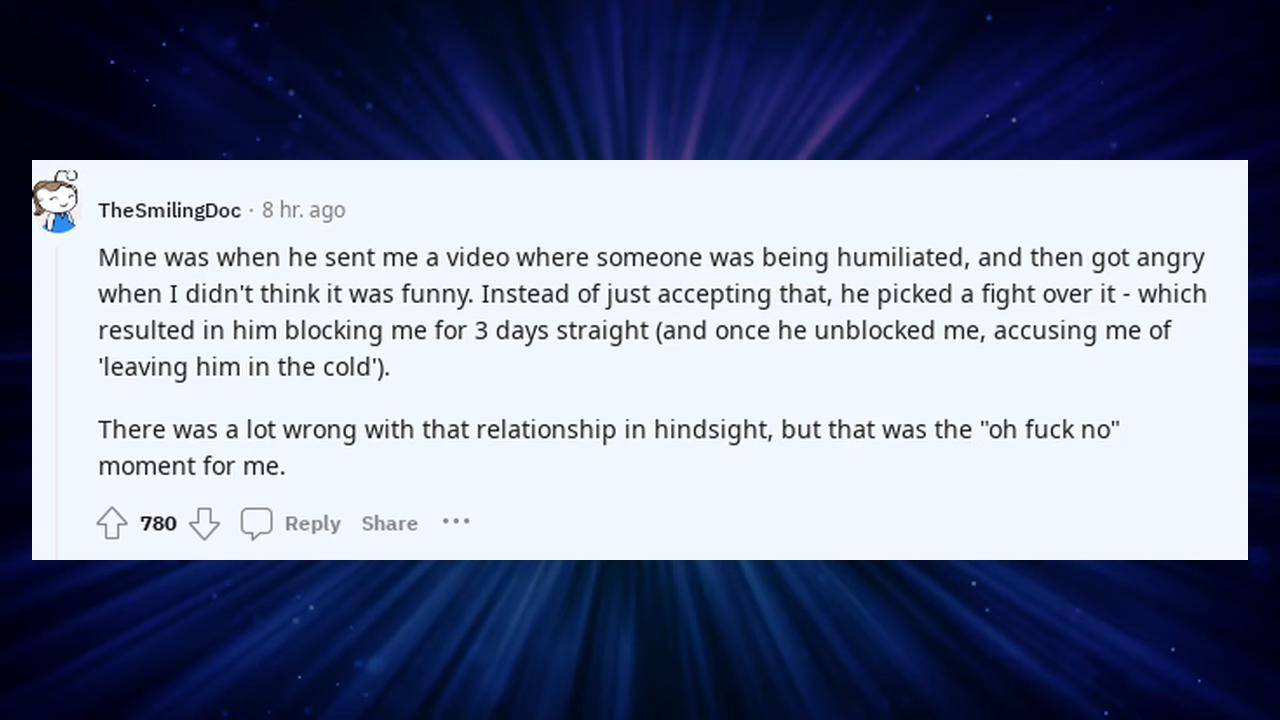 TheSmilingDoc · 8 hr. ago
Mine was when he sent me a video where someone was being humiliated, and then got angry
when I didn't think it was funny. Instead of just accepting that, he picked a fight over it - which
resulted in him blocking me for 3 days straight (and once he unblocked me, accusing me of
'leaving him in the cold').
There was a lot wrong with that relationship in hindsight, but that was the "oh fuck no"
moment for me.
780 Reply Share ···